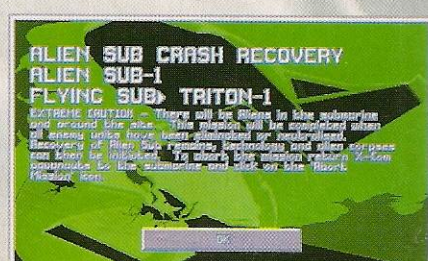 ALIEN SUB CRASH RECOVERY
ALIEN SUB-1
FLYING SUB> TRITON-1
EXTREME CAUTION - There will be Aliens in the submarine
and around the site. This mission will be completed when
all enemy units have been eliminated or neutralised.
Recovery of Alien Sub remains, technology and alien corpses
can then be initiated. To abort the mission return X-Com
aquanauts to the submarine and click on the 'Abort
Mission' icon.
OK